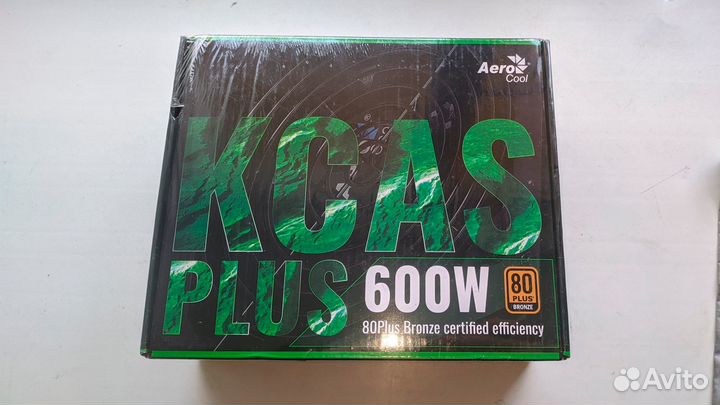 Aero
Cool
KCAS
PLUS 600W
80
PLUS
BRONZE
80Plus Bronze certified efficiency
Avito